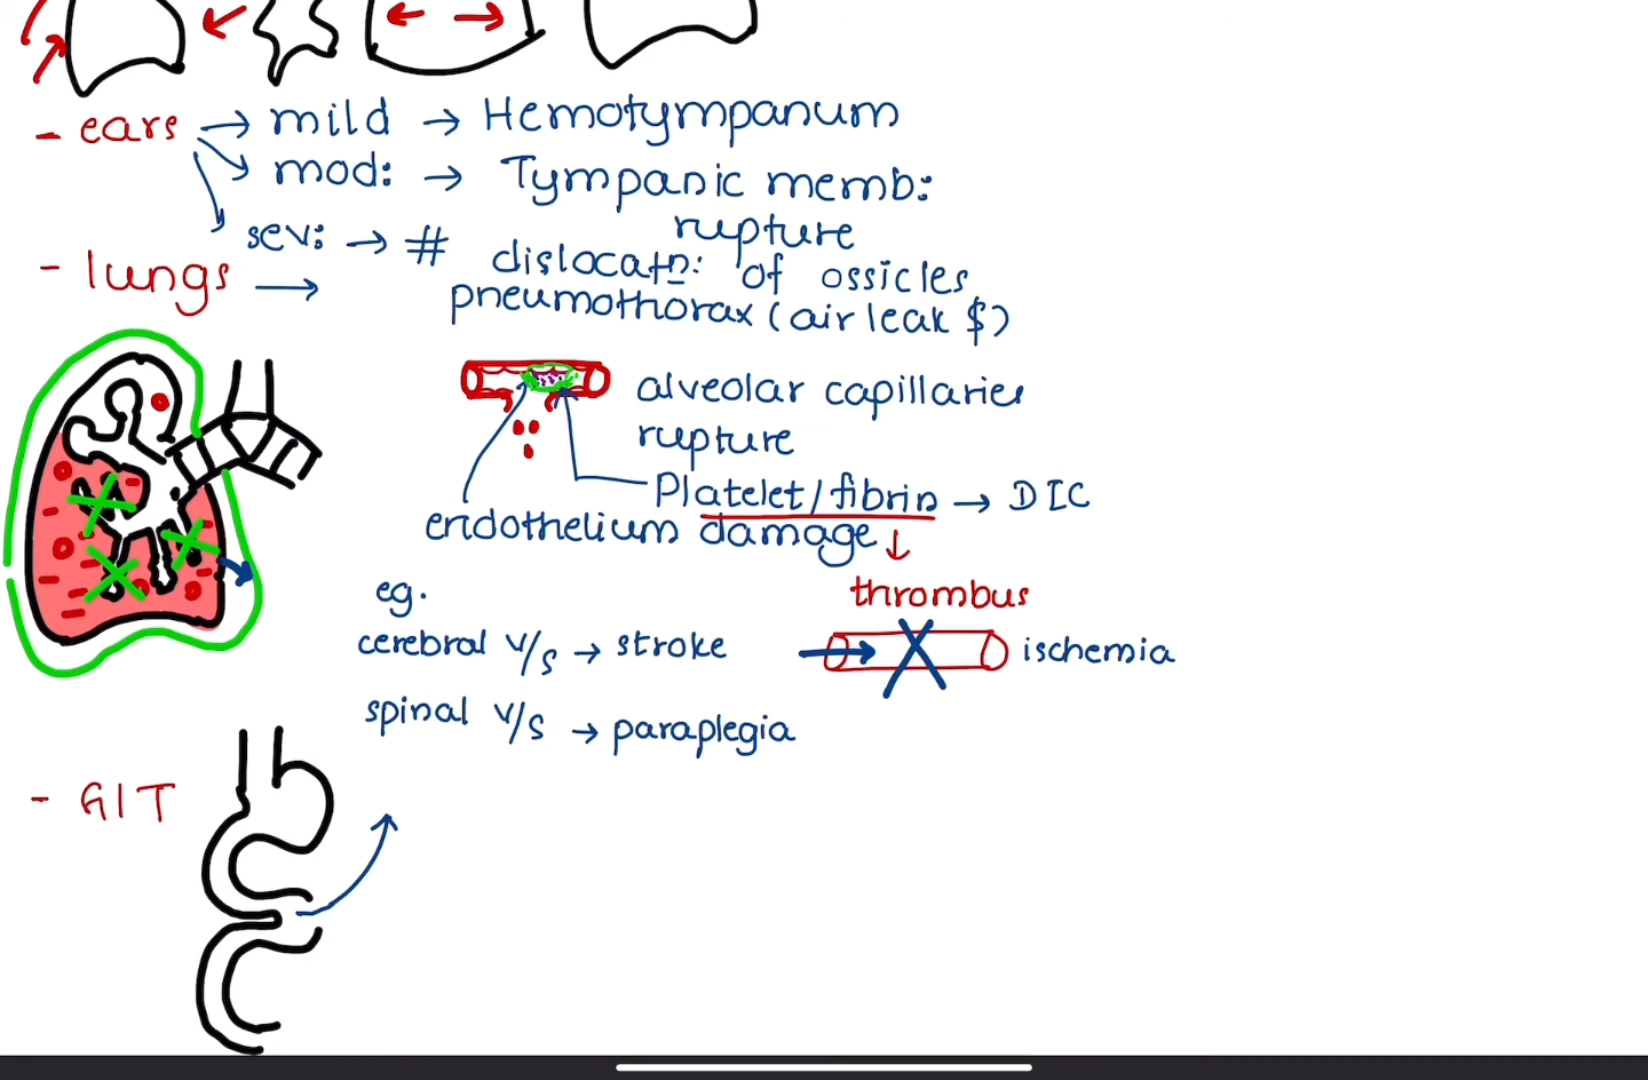 - ears → mild → Hemotympanum
mod: → Tympanic memb:
rupture
sev: → # dislocatn: of ossicles
- lungs →
pneumothorax (air leak $)
alveolar capillaries
rupture
Platelet/fibrin → DIC
endothelium damage ↓
eg.
thrombus
cerebral v/s → stroke
ischemia
spinal v/s → paraplegia
- GIT